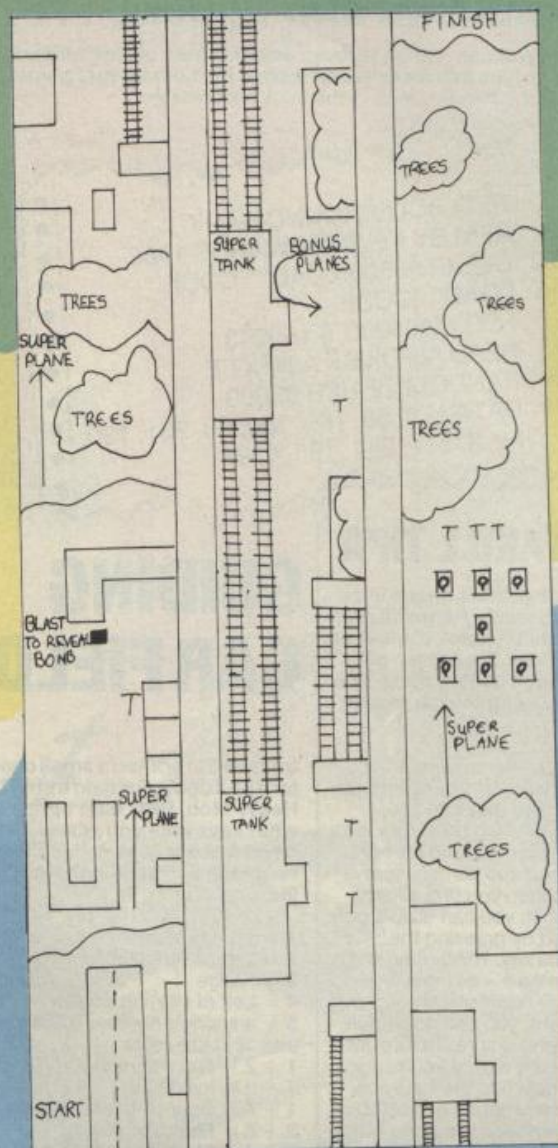 TREES
SUPER
PLANE
TREES
BLAST
TO REVEAL
BOMB
T
SUPER
PLANE
START
SUPER
TANK
BONUS
PLANES
T
SUPER
TANK
T
T
FINISH
TREES
TREES
TREES
T T T
SUPER
PLANE
TREES